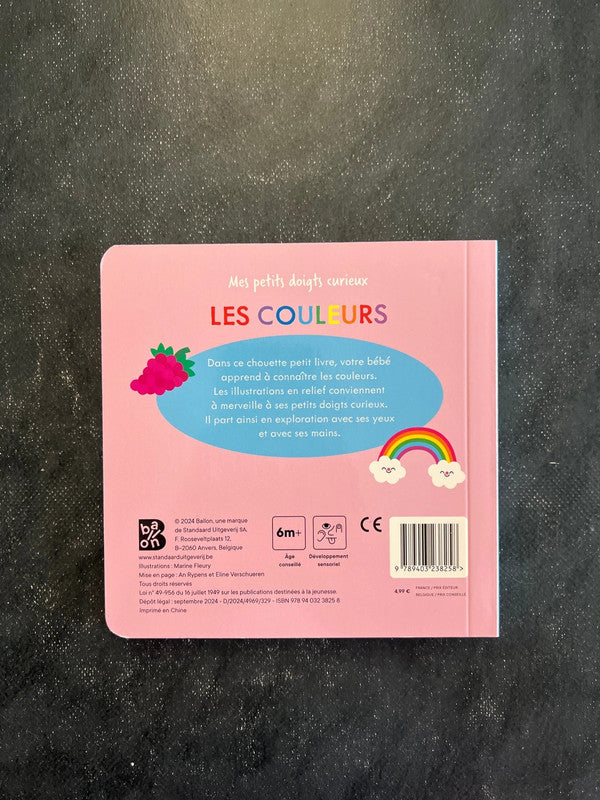 Mes petits doigts curieux
LES COULEURS
Dans ce chouette petit livre, votre bébé
apprend à connaître les couleurs.
Les illustrations en relief conviennent
à merveille à ses petits doigts curieux.
Il part ainsi en exploration avec ses yeux
et avec ses mains.
ba
llon
© 2024 Ballon, une marque
de Standaard Uitgeverij SA,
F. Rooseveltplaats 12,
B-2060 Anvers, Belgique
www.standaarduitgeverij.be
Illustrations : Marine Fleury
Mise en page : An Rypens et Eline Verschueren
Tous droits réservés
Loi n° 49-956 du 16 juillet 1949 sur les publications destinées à la jeunesse.
Dépôt légal : septembre 2024 - D/2024/4969/329 - ISBN 978 94 032 3825 8
Imprimé en Chine
6m+
Âge
conseillé
Développement
sensoriel
CE
9 789403 238258 >
4,99 €
FRANCE / PRIX ÉDITEUR
BELGIQUE / PRIX CONSEILLÉ